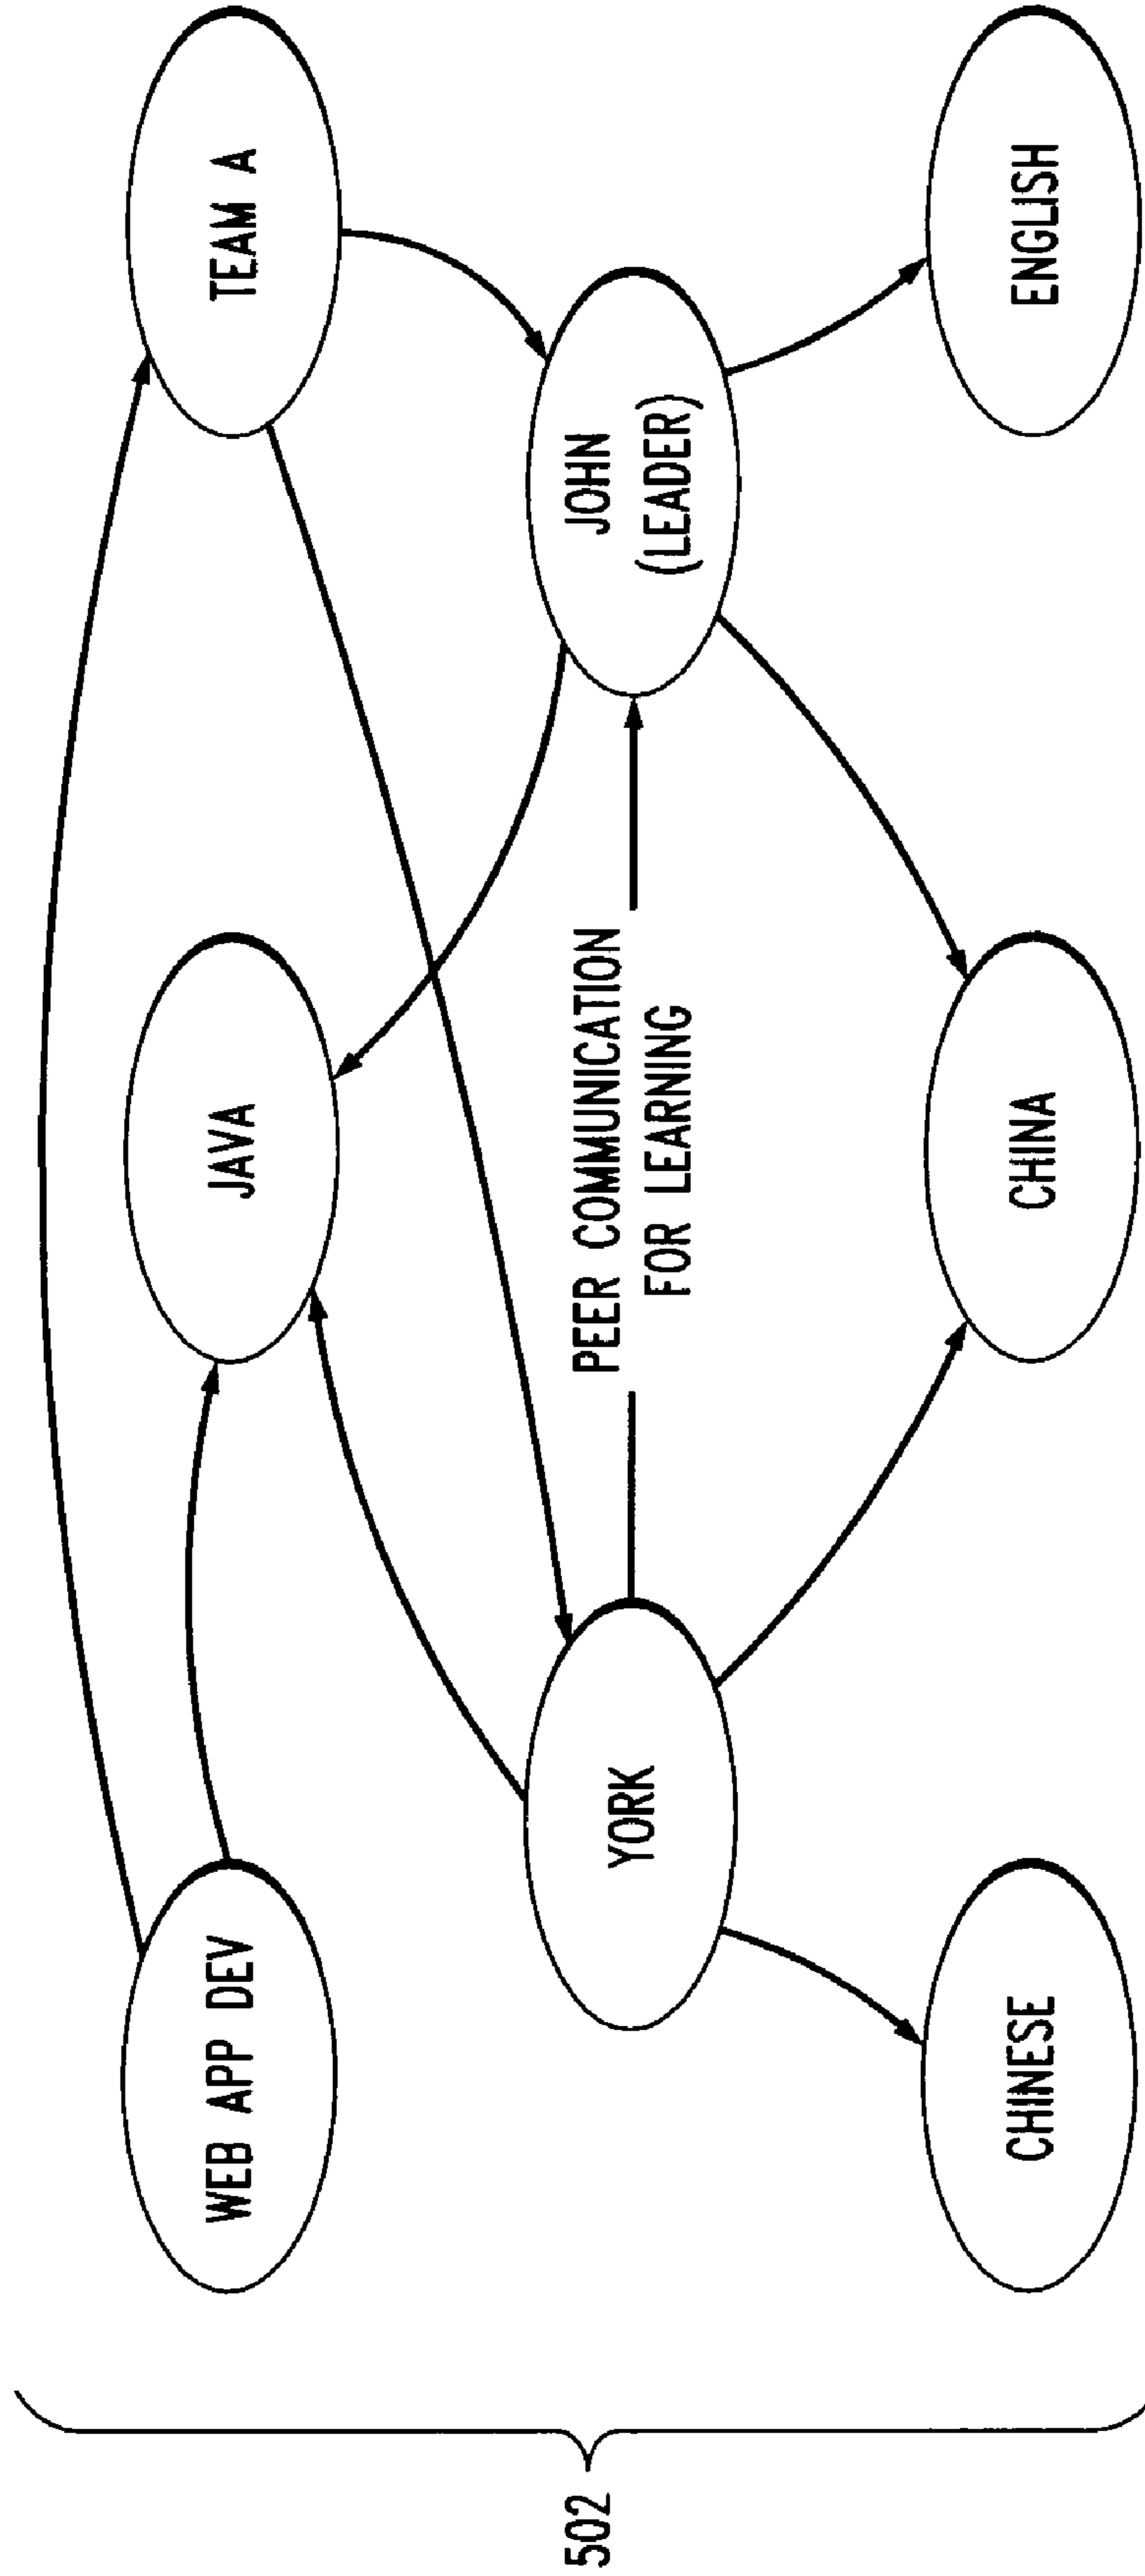 WEB APP DEV
JAVA
TEAM A
YORK
PEER COMMUNICATION
FOR LEARNING
JOHN
(LEADER)
CHINESE
CHINA
ENGLISH
502